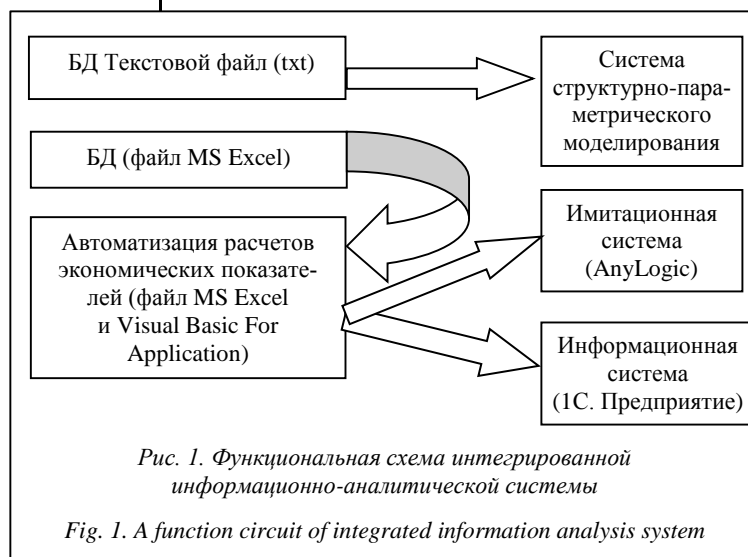 БД Текстовой файл (txt)
БД (файл MS Excel)
Автоматизация расчетов
экономических показате-
лей (файл MS Excel
и Visual Basic For
Application)
Система
структурно-пара-
метрического
моделирования
Имитационная
система
(AnyLogic)
Информационная
система
(1С. Предприятие)
Рис. 1. Функциональная схема интегрированной
информационно-аналитической системы
Fig. 1. A function circuit of integrated information analysis system